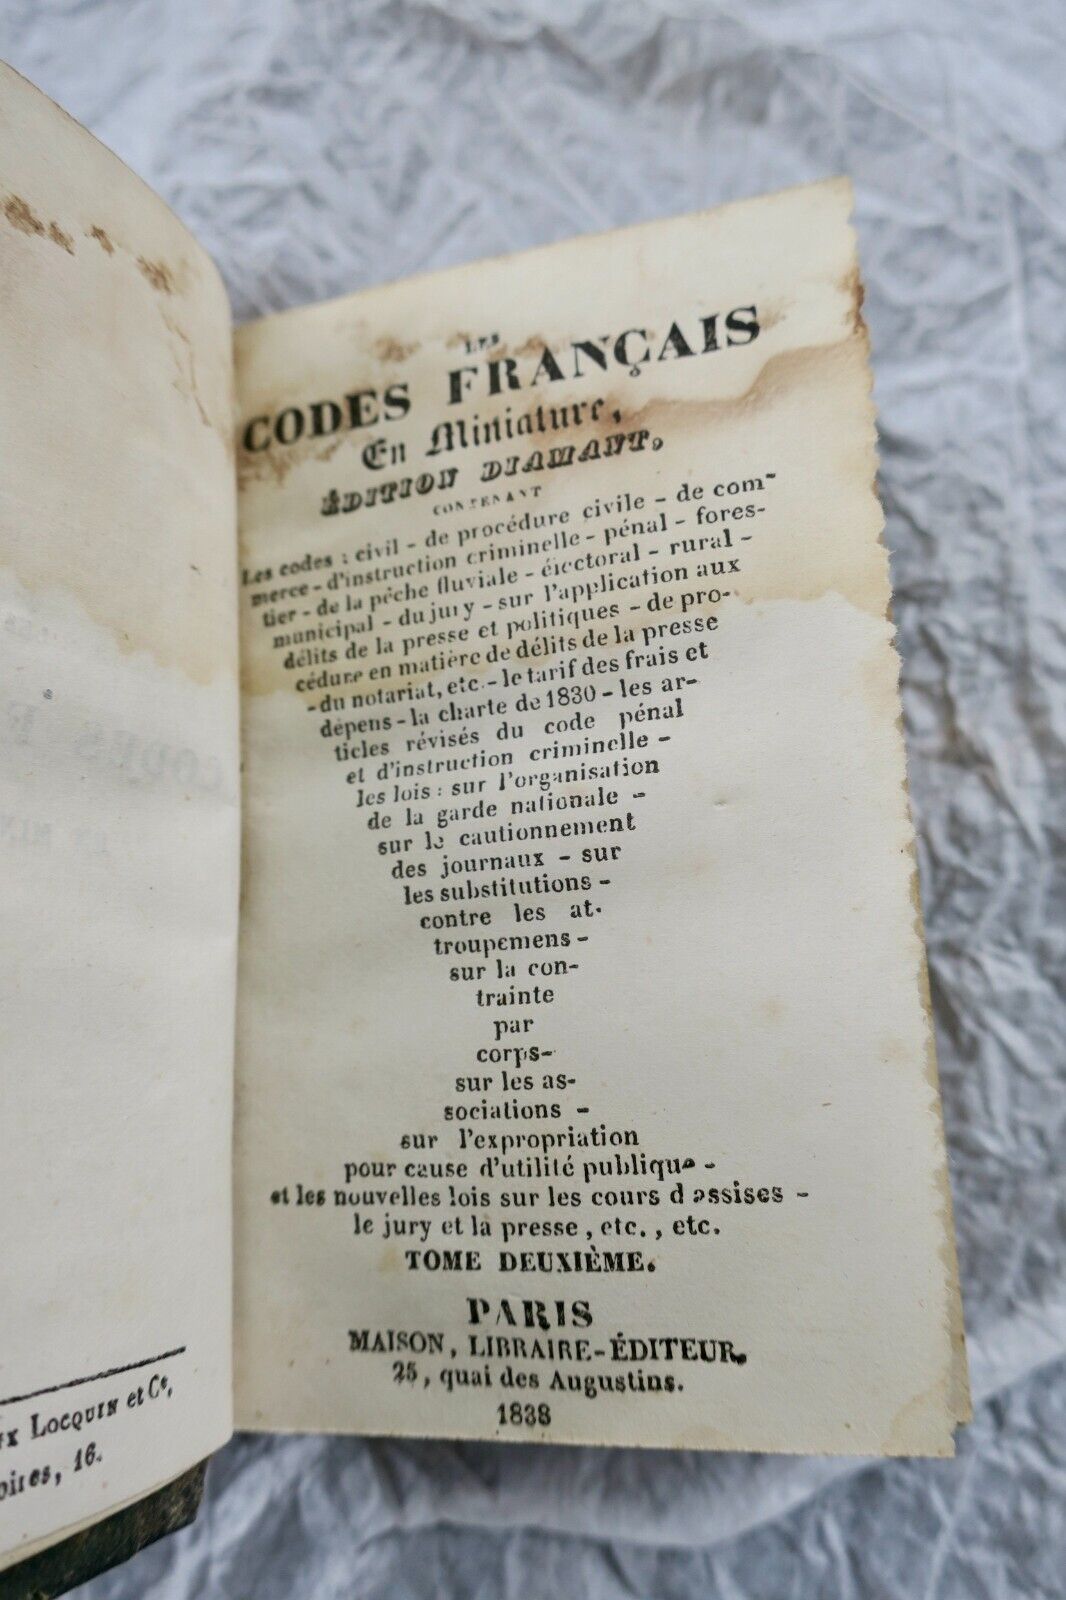 LES
CODES FRANÇAIS
En Miniature,
ÉDITION DIAMANT,
CONTENANT
Les codes : civil - de procédure civile - de com-
merce - d'instruction criminelle - pénal - fores-
tier - de la pêche fluviale - électoral - rural -
municipal - du jury - sur l'application aux
délits de la presse et politiques - de pro-
cédure en matière de délits de la presse
- du notariat, etc. - le tarif des frais et
dépens - la charte de 1830 - les ar-
ticles révisés du code pénal
et d'instruction criminelle -
les lois : sur l'organisation
de la garde nationale -
sur le cautionnement
des journaux - sur
les substitutions -
contre les at-
troupemens -
sur la con-
trainte
par
corps-
sur les as-
sociations -
sur l'expropriation
pour cause d'utilité publique -
et les nouvelles lois sur les cours d'assises -
le jury et la presse, etc., etc.
TOME DEUXIÈME.
PARIS
MAISON, LIBRAIRE-ÉDITEUR,
25, quai des Augustins.
1838
LOCQUIN et Ce,
oires, 16.